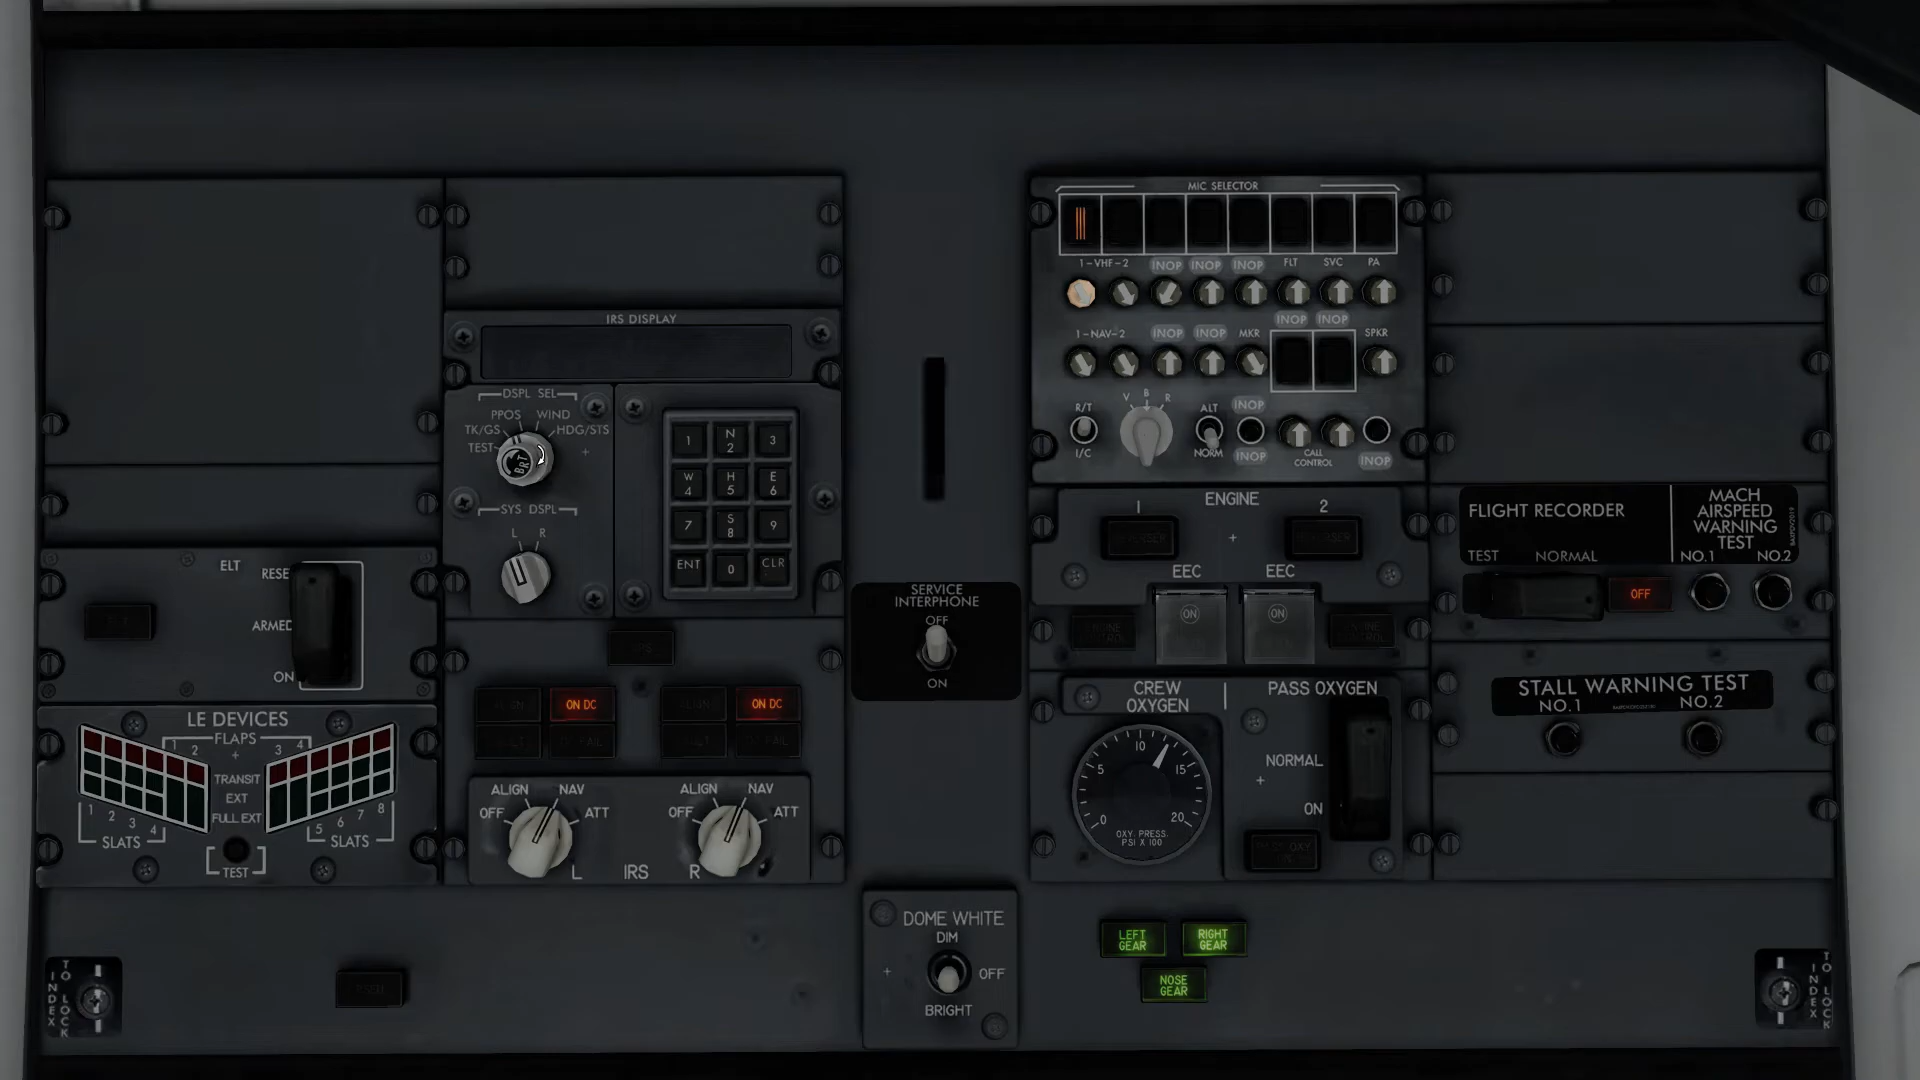 MIC SELECTOR
1-VHF-2 INOP INOP INOP FLT SVC PA
INOP INOP
1-NAV-2 INOP INOP MKR SPKR
V B R
R/T ALT INOP
I/C NORM INOP CALL CONTROL INOP
IRS DISPLAY
DSPL SEL
PPOS WIND
TK/GS HDG/STS
TEST
BRT
SYS DSPL
L R
1 N 2 3
W 4 H 5 E 6
7 S 8 9
ENT 0 CLR
ELT
RESE
ARMED
ON
SERVICE
INTERPHONE
OFF
ON
1 ENGINE 2
EEC EEC
ON ON
ENGINE CONTROL
FLIGHT RECORDER
TEST NORMAL
OFF
MACH
AIRSPEED
WARNING
TEST
NO.1 NO.2
STALL WARNING TEST
NO.1 NO.2
LE DEVICES
FLAPS
1 2 3 4
TRANSIT
EXT
FULL EXT
1 2 3 4
SLATS
5 6 7 8
SLATS
TEST
ALIGN ON DC ALIGN ON DC
ALIGN NAV
OFF ATT
ALIGN NAV
OFF ATT
L IRS R
CREW
OXYGEN
0 5 10 15 20
OXY. PRESS.
PSI X 100
PASS OXYGEN
NORMAL
ON
PASS OXY
DOME WHITE
DIM
OFF
BRIGHT
LEFT
GEAR
RIGHT
GEAR
NOSE
GEAR
PSEU
INDEX
TO LOCK
INDEX
TO LOCK